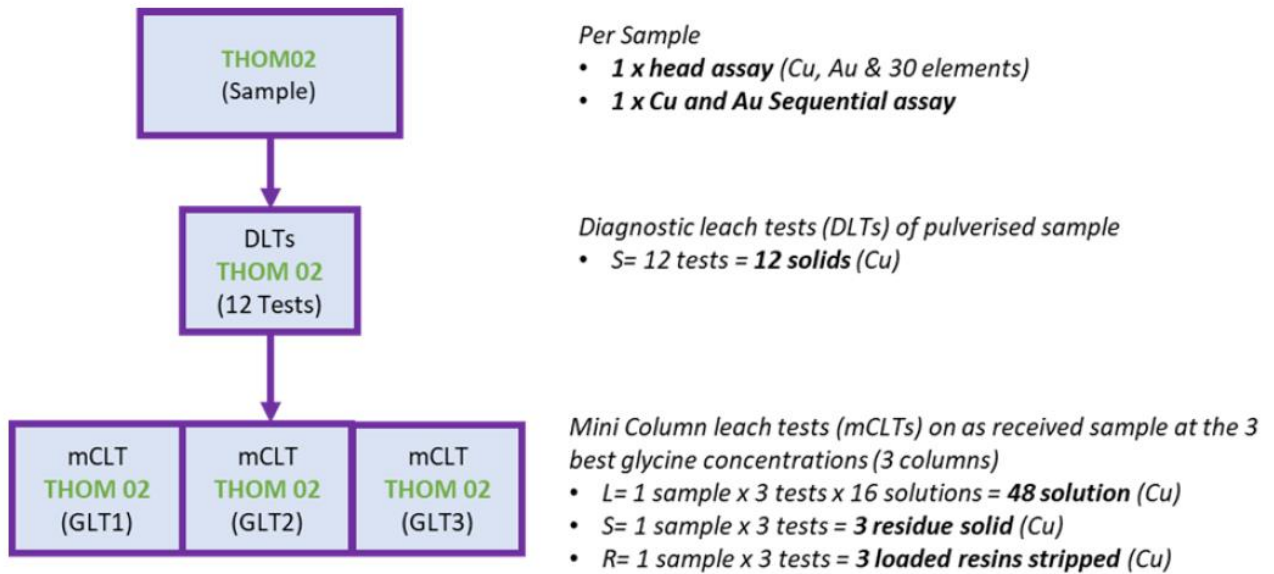 THOM02
(Sample)
Per Sample
• 1 x head assay (Cu, Au & 30 elements)
• 1 x Cu and Au Sequential assay
DLTs
THOM 02
(12 Tests)
Diagnostic leach tests (DLTs) of pulverised sample
• S= 12 tests = 12 solids (Cu)
mCLT
THOM 02
(GLT1)
mCLT
THOM 02
(GLT2)
mCLT
THOM 02
(GLT3)
Mini Column leach tests (mCLTs) on as received sample at the 3
best glycine concentrations (3 columns)
• L= 1 sample x 3 tests x 16 solutions = 48 solution (Cu)
• S= 1 sample x 3 tests = 3 residue solid (Cu)
• R= 1 sample x 3 tests = 3 loaded resins stripped (Cu)